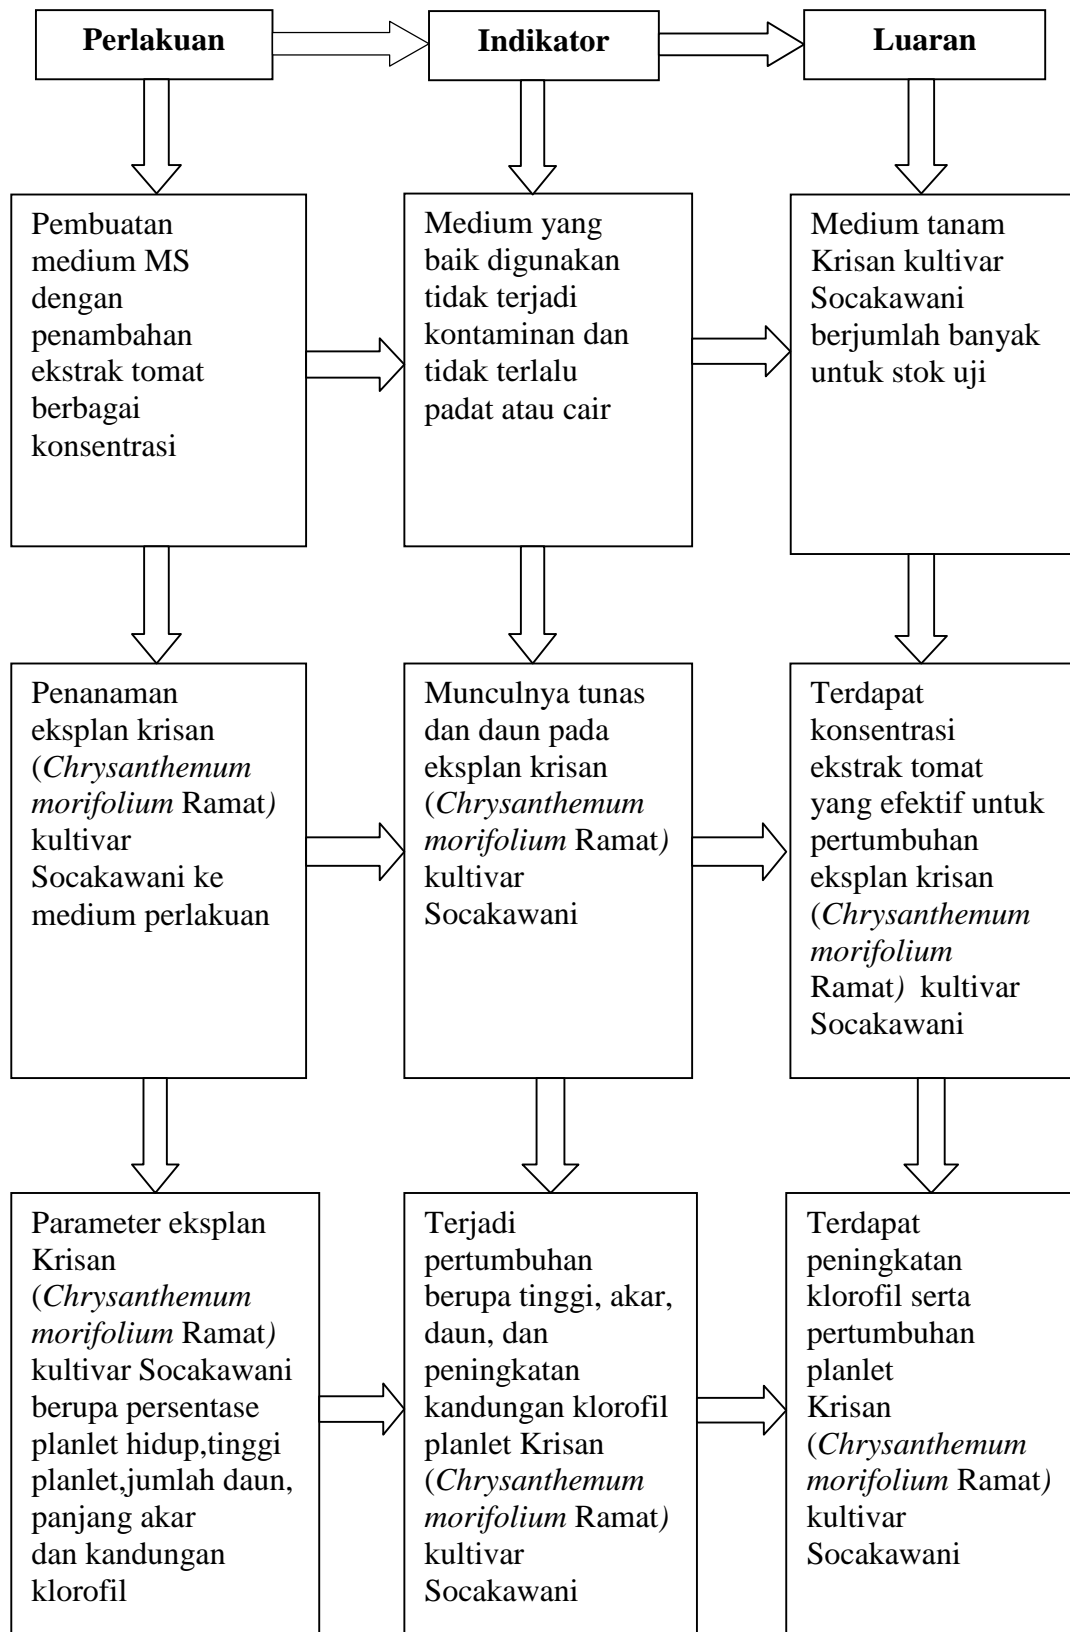 Perlakuan
Indikator
Luaran
Pembuatan
medium MS
dengan
penambahan
ekstrak tomat
berbagai
konsentrasi
Medium yang
baik digunakan
tidak terjadi
kontaminan dan
tidak terlalu
padat atau cair
Medium tanam
Krisan kultivar
Socakawani
berjumlah banyak
untuk stok uji
Penanaman
eksplan krisan
(Chrysanthemum
morifolium Ramat)
kultivar
Socakawani ke
medium perlakuan
Munculnya tunas
dan daun pada
eksplan krisan
(Chrysanthemum
morifolium Ramat)
kultivar
Socakawani
Terdapat
konsentrasi
ekstrak tomat
yang efektif untuk
pertumbuhan
eksplan krisan
(Chrysanthemum
morifolium
Ramat) kultivar
Socakawani
Parameter eksplan
Krisan
(Chrysanthemum
morifolium Ramat)
kultivar Socakawani
berupa persentase
planlet hidup,tinggi
planlet,jumlah daun,
panjang akar
dan kandungan
klorofil
Terjadi
pertumbuhan
berupa tinggi, akar,
daun, dan
peningkatan
kandungan klorofil
planlet Krisan
(Chrysanthemum
morifolium Ramat)
kultivar
Socakawani
Terdapat
peningkatan
klorofil serta
pertumbuhan
planlet
Krisan
(Chrysanthemum
morifolium Ramat)
kultivar
Socakawani